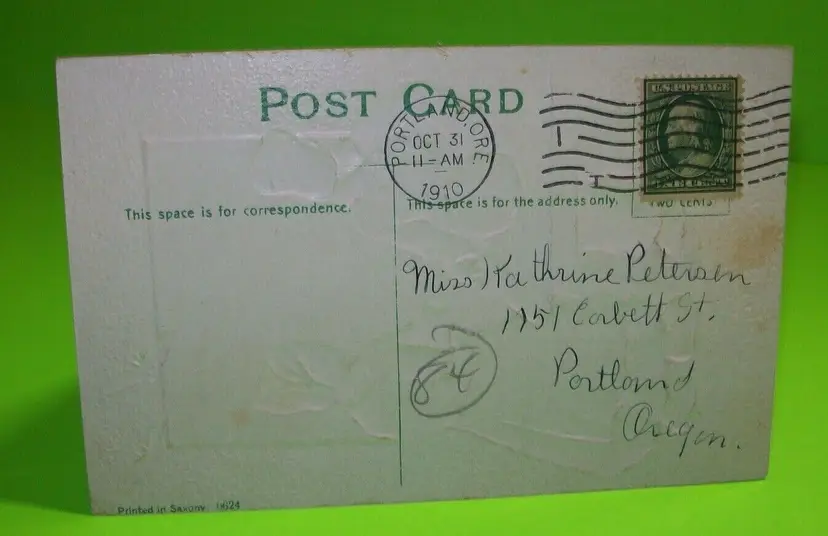 POST CARD
PORTLAND, ORE
OCT 31
11-AM
1910
This space is for correspondence.
This space is for the address only.
TWO CENTS
Miss Kathrine Petersen
1151 Corbett St.
Portland
Oregon.
84
Printed in Saxony